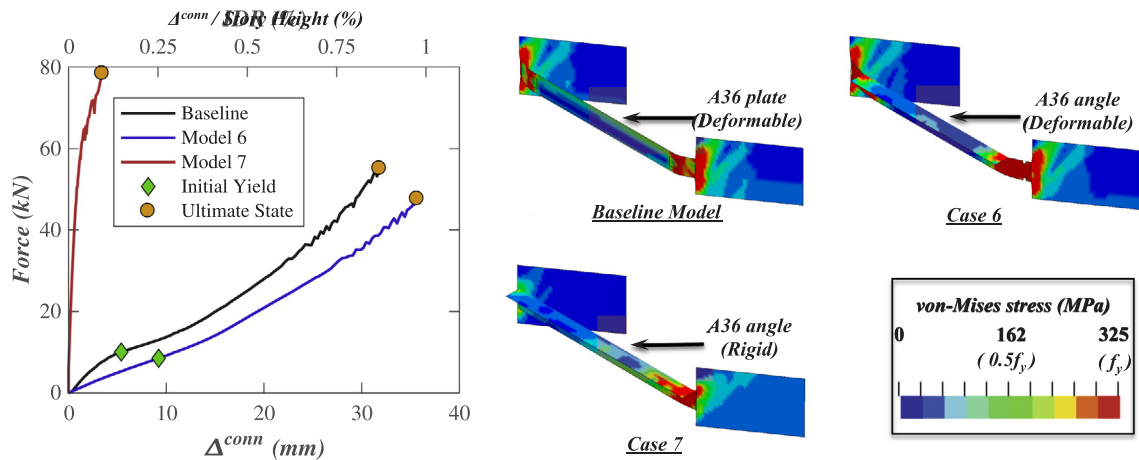 Δconn / Story Height (%)
IDR (%)
0 0.25 0.5 0.75 1
80
60
40
20
0
Force (kN)
Baseline
Model 6
Model 7
Initial Yield
Ultimate State
0 10 20 30 40
Δconn (mm)
A36 plate
(Deformable)
Baseline Model
A36 angle
(Deformable)
Case 6
A36 angle
(Rigid)
Case 7
von-Mises stress (MPa)
0 162 325
( 0.5fy ) ( fy )